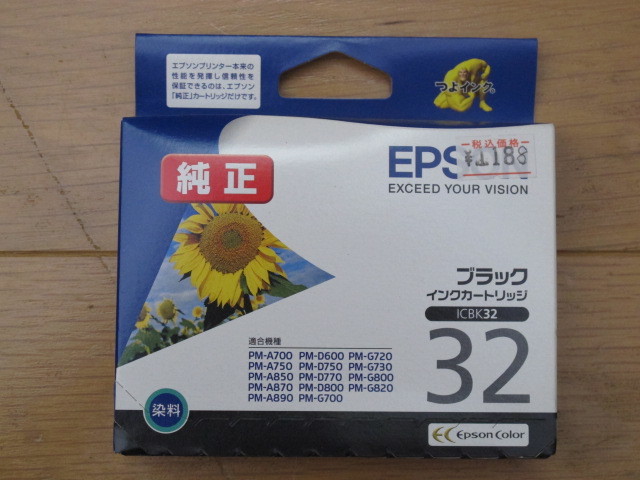 エプソンプリンター本来の
性能を発揮し信頼性を
保証できるのは、エプソン
「純正」カートリッジだけです。
つよインク。
純正
税込価格
¥1188
EPSON
EXCEED YOUR VISION
ブラック
インクカートリッジ
ICBK32
32
適合機種
PM-A700 PM-D600 PM-G720
PM-A750 PM-D750 PM-G730
PM-A850 PM-D770 PM-G800
PM-A870 PM-D800 PM-G820
PM-A890 PM-G700
染料
EPSON COLOR